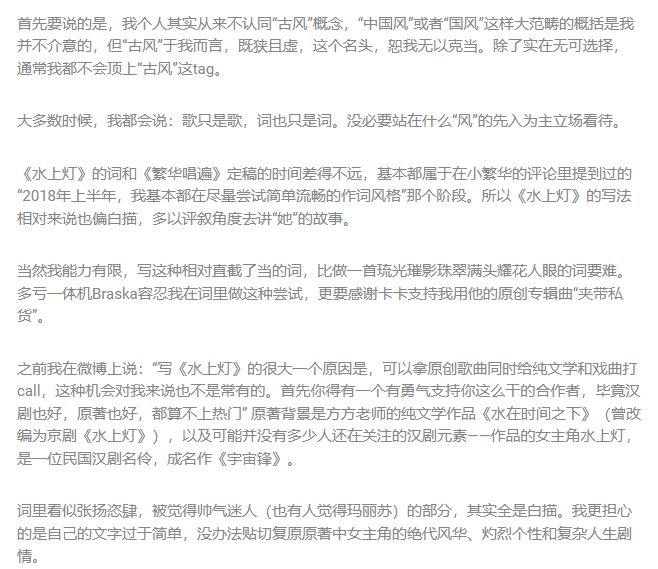 首先要说的是，我个人其实从来不认同“古风”概念，“中国风”或者“国风”这样大范畴的概括是我
并不介意的，但“古风”于我而言，既狭且虚，这个名头，恕我无以克当。除了实在无可选择，
通常我都不会顶上“古风”这tag。
大多数时候，我都会说：歌只是歌，词也只是词。没必要站在什么“风”的先入为主立场看待。
《水上灯》的词和《繁华唱遍》定稿的时间差得不远，基本都属于在小繁华的评论里提到过的
“2018年上半年，我基本都在尽量尝试简单流畅的作词风格”那个阶段。所以《水上灯》的写法
相对来说也偏白描，多以评叙角度去讲“她”的故事。
当然我能力有限，写这种相对直截了当的词，比做一首琉光璀影珠翠满头耀花人眼的词要难。
多亏一体机Braska容忍我在词里做这种尝试，更要感谢卡卡支持我用他的原创专辑曲“夹带私
货”。
之前我在微博上说：“写《水上灯》的很大一个原因是，可以拿原创歌曲同时给纯文学和戏曲打
call，这种机会对我来说也不是常有的。首先你得有一个有勇气支持你这么干的合作者，毕竟汉
剧也好，原著也好，都算不上热门” 原著背景是方方老师的纯文学作品《水在时间之下》（曾改
编为京剧《水上灯》），以及可能并没有多少人还在关注的汉剧元素——作品的女主角水上灯，
是一位民国汉剧名伶，成名作《宇宙锋》。
词里看似张扬恣肆，被觉得帅气迷人（也有人觉得玛丽苏）的部分，其实全是白描。我更担心
的是自己的文字过于简单，没办法贴切复原原著中女主角的绝代风华、灼烈个性和复杂人生剧
情。